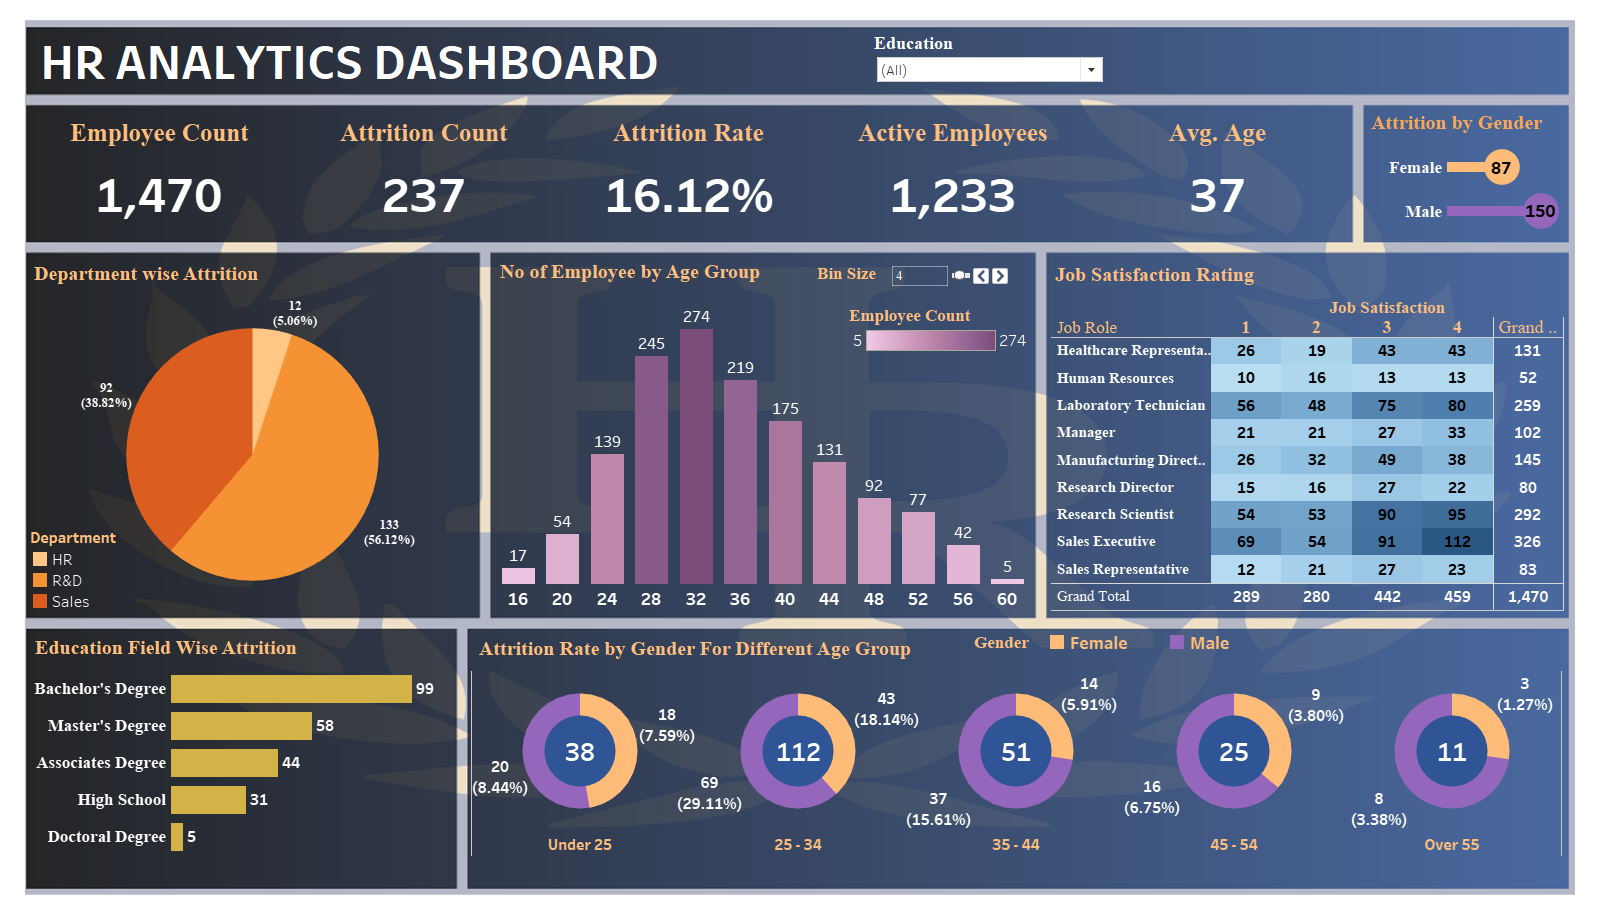 HR ANALYTICS DASHBOARD
Education
(All)
Employee Count
1,470
Attrition Count
237
Attrition Rate
16.12%
Active Employees
1,233
Avg. Age
37
Attrition by Gender
Female 87
Male 150
Department wise Attrition
12
(5.06%)
92
(38.82%)
133
(56.12%)
Department
HR
R&D
Sales
No of Employee by Age Group
Bin Size 4
Employee Count
5 274
17 54 139 245 274 219 175 131 92 77 42 5
16 20 24 28 32 36 40 44 48 52 56 60
Job Satisfaction Rating
Job Satisfaction
Job Role 1 2 3 4 Grand ..
Healthcare Representa.. 26 19 43 43 131
Human Resources 10 16 13 13 52
Laboratory Technician 56 48 75 80 259
Manager 21 21 27 33 102
Manufacturing Direct.. 26 32 49 38 145
Research Director 15 16 27 22 80
Research Scientist 54 53 90 95 292
Sales Executive 69 54 91 112 326
Sales Representative 12 21 27 23 83
Grand Total 289 280 442 459 1,470
Education Field Wise Attrition
Bachelor's Degree 99
Master's Degree 58
Associates Degree 44
High School 31
Doctoral Degree 5
Attrition Rate by Gender For Different Age Group
Gender Female Male
18
(7.59%)
38
20
(8.44%)
Under 25
43
(18.14%)
112
69
(29.11%)
25 - 34
14
(5.91%)
51
37
(15.61%)
35 - 44
9
(3.80%)
25
16
(6.75%)
45 - 54
3
(1.27%)
11
8
(3.38%)
Over 55
HR